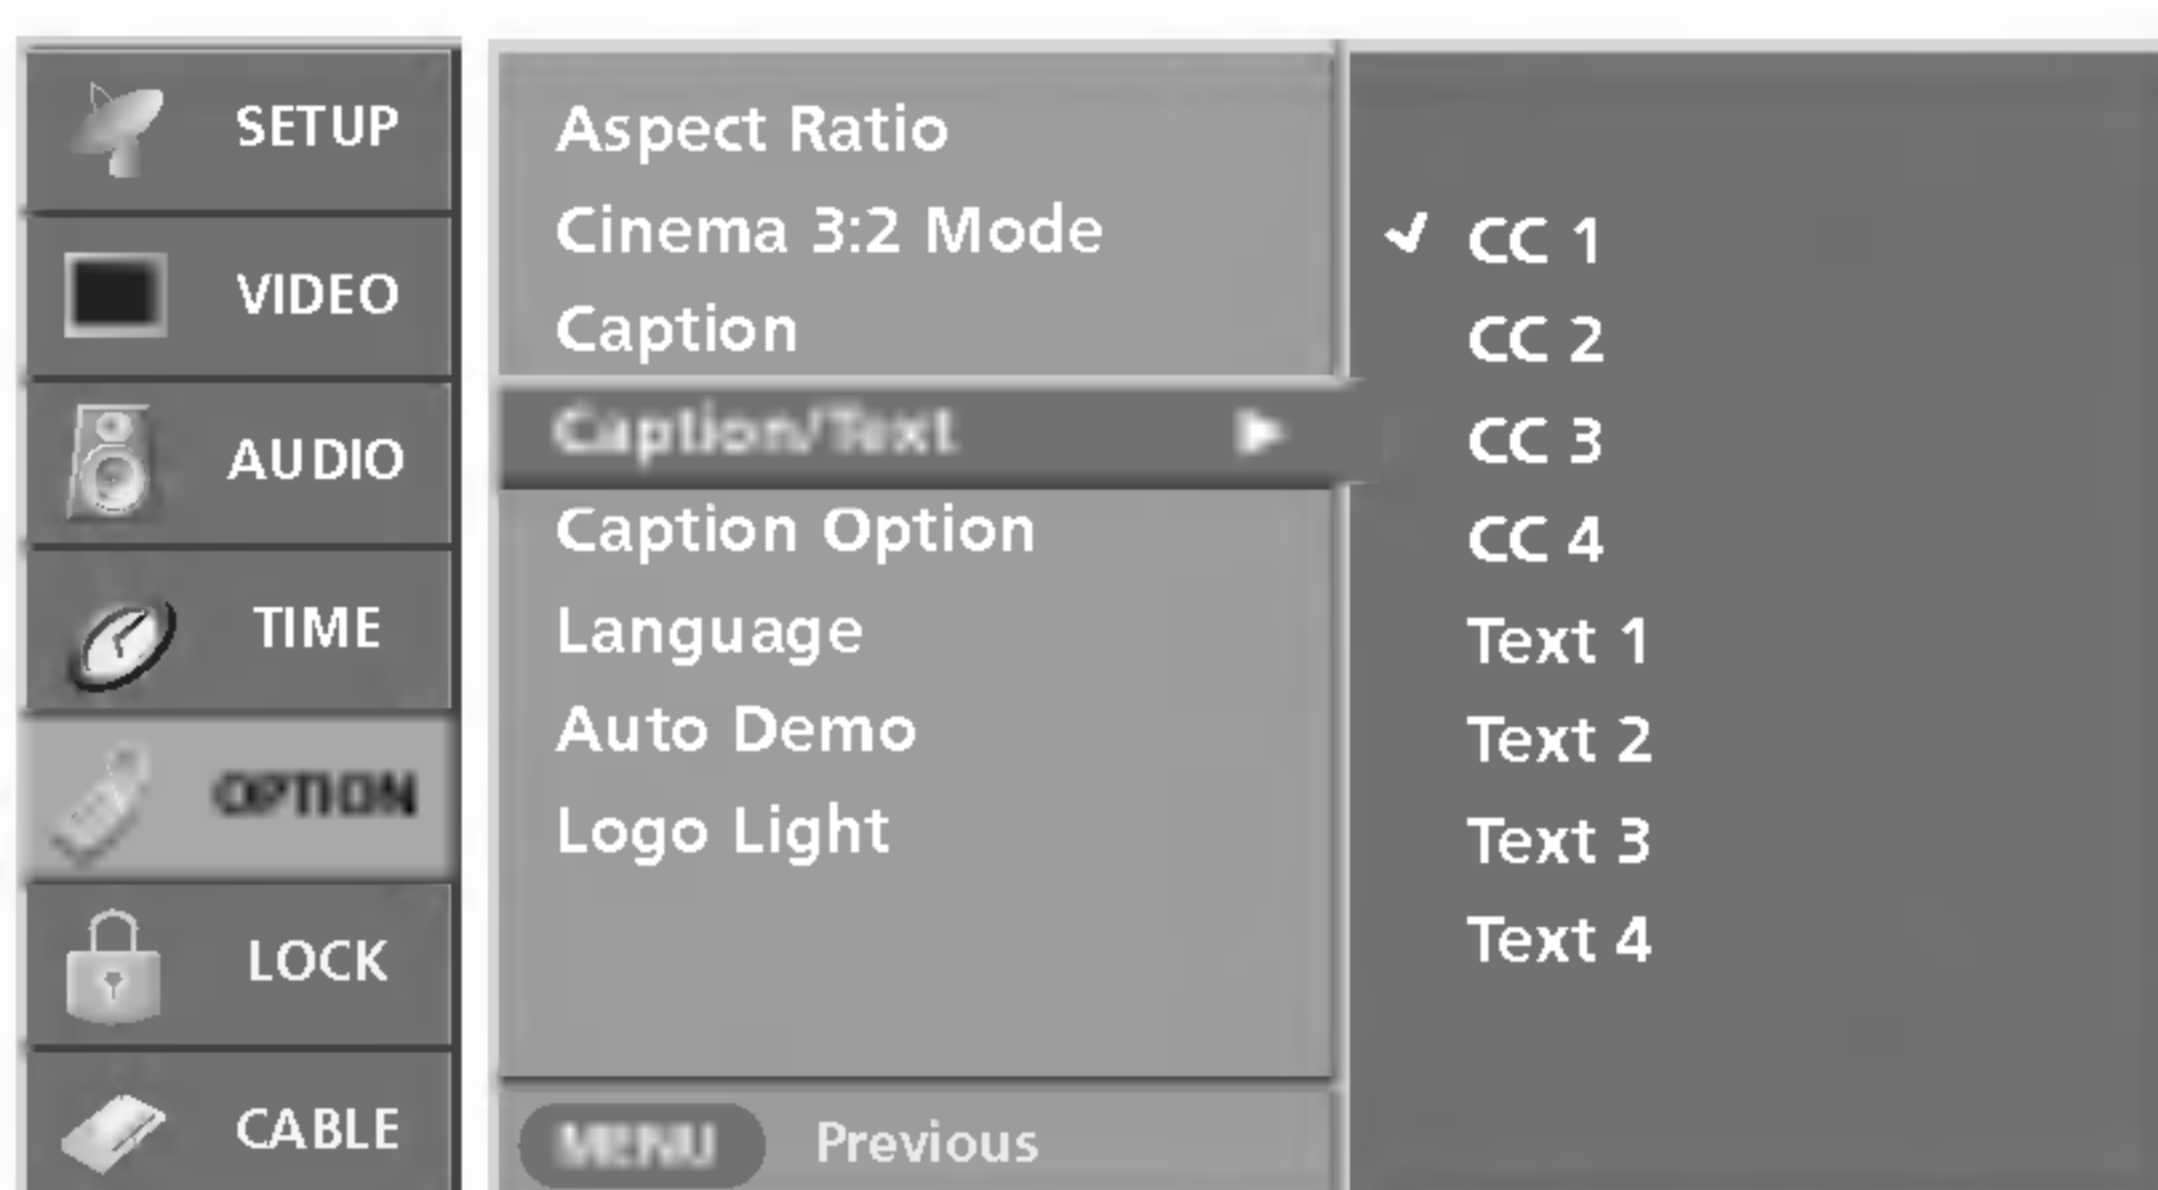 SETUP
VIDEO
AUDIO
TIME
OPTION
LOCK
CABLE
Aspect Ratio
Cinema 3:2 Mode
Caption
Caption/Text
Caption Option
Language
Auto Demo
Logo Light
MENU Previous
CC 1
CC 2
CC 3
CC 4
Text 1
Text 2
Text 3
Text 4